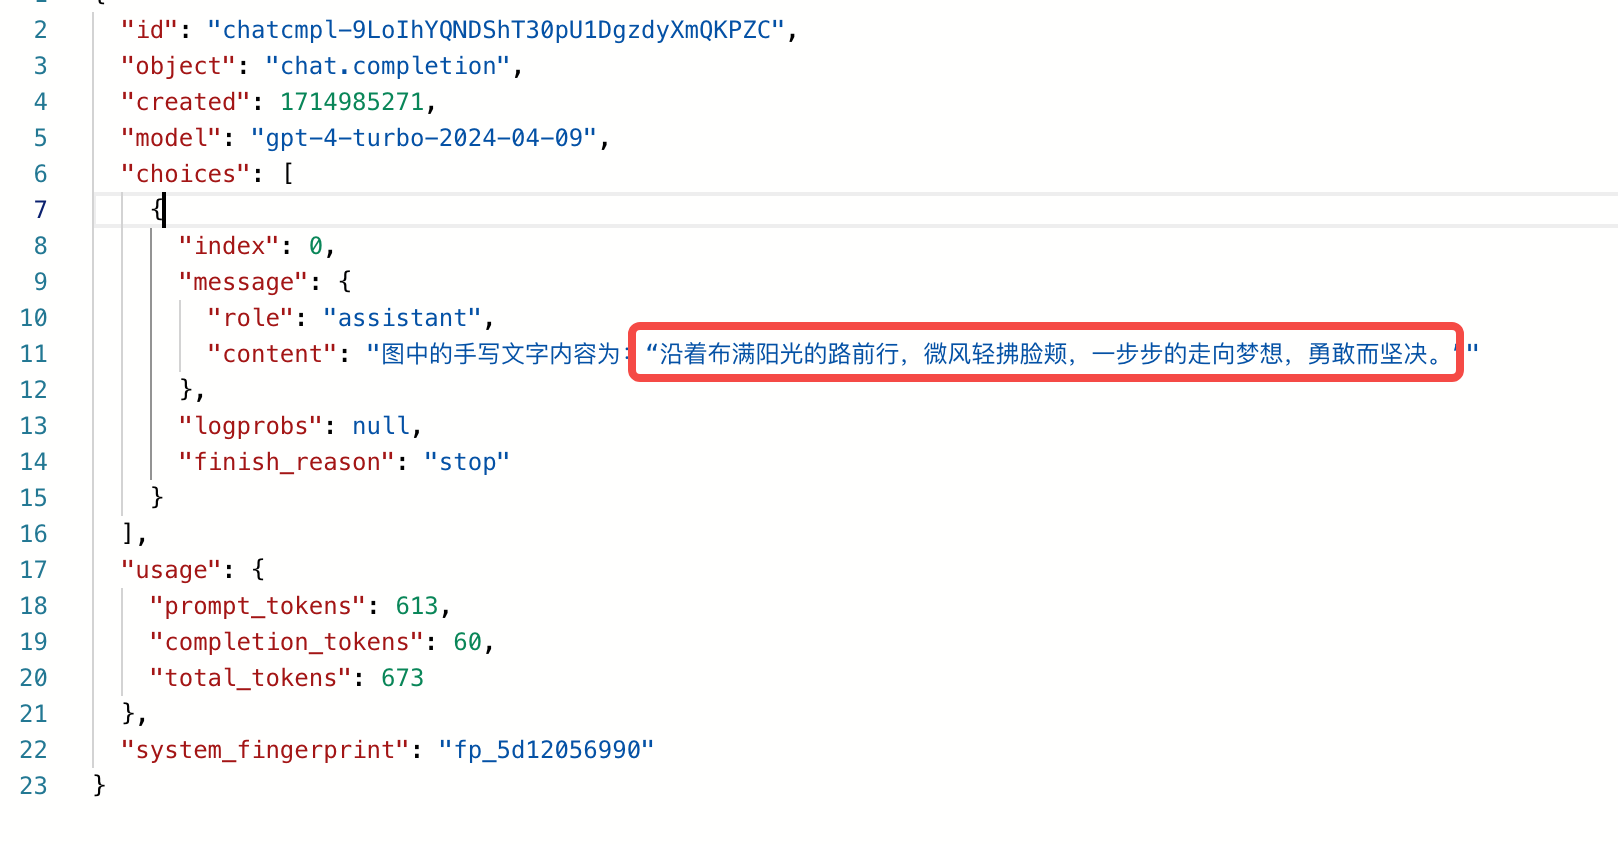 1 {
2 "id": "chatcmpl-9LoIhYQNDShT30pU1DgzdyXmQKPZC",
3 "object": "chat.completion",
4 "created": 1714985271,
5 "model": "gpt-4-turbo-2024-04-09",
6 "choices": [
7 {
8 "index": 0,
9 "message": {
10 "role": "assistant",
11 "content": "图中的手写文字内容为：“沿着布满阳光的路前行，微风轻拂脸颊，一步步的走向梦想，勇敢而坚决。”"
12 },
13 "logprobs": null,
14 "finish_reason": "stop"
15 }
16 ],
17 "usage": {
18 "prompt_tokens": 613,
19 "completion_tokens": 60,
20 "total_tokens": 673
21 },
22 "system_fingerprint": "fp_5d12056990"
23 }